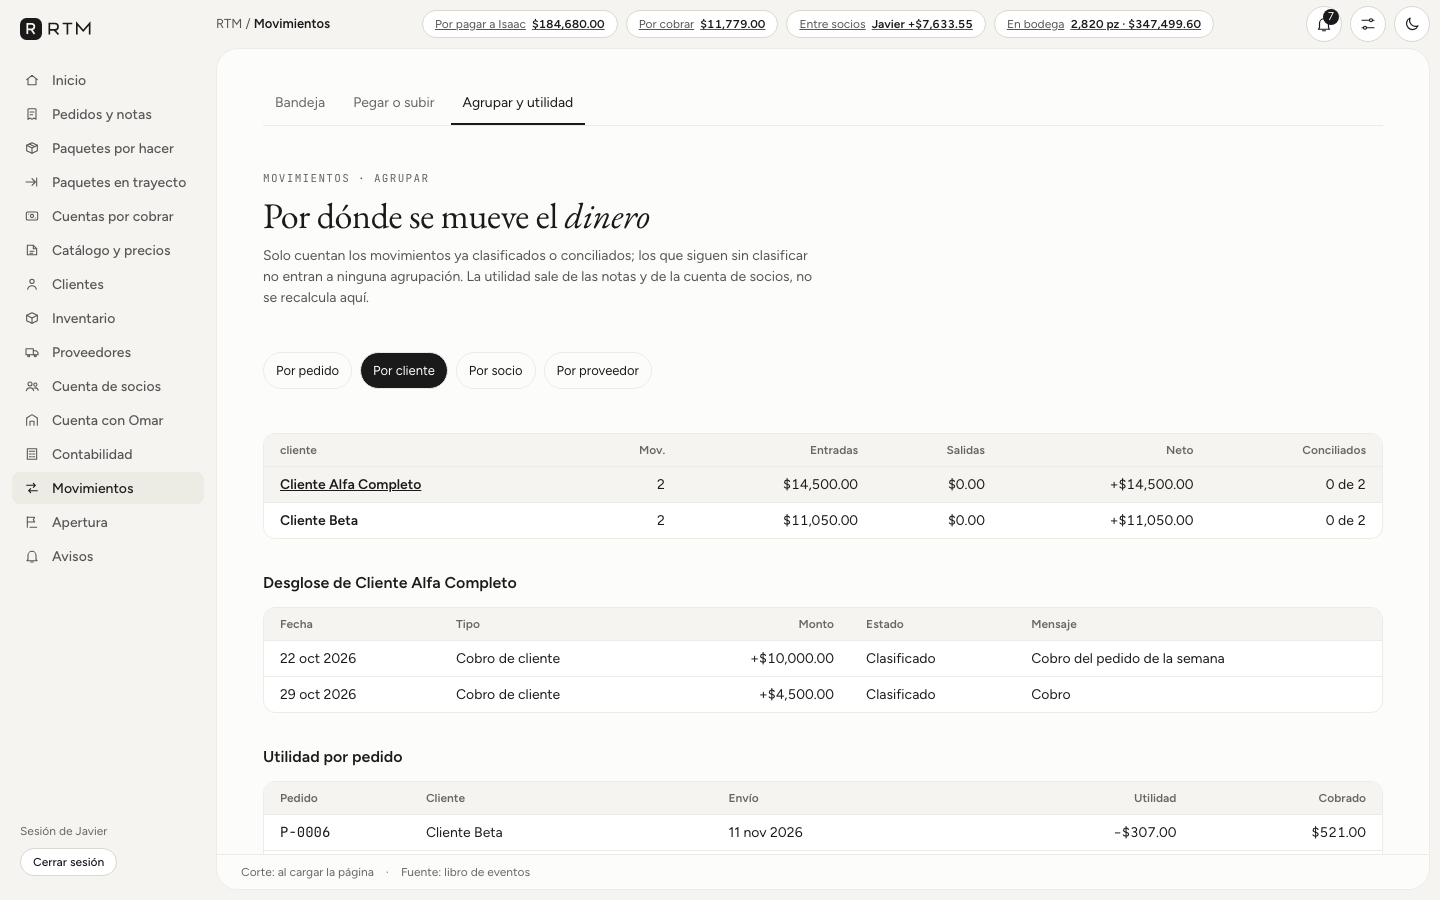 R RTM
RTM / Movimientos
Por pagar a Isaac $184,680.00
Por cobrar $11,779.00
Entre socios Javier +$7,633.55
En bodega 2,820 pz · $347,499.60
7
Inicio
Pedidos y notas
Paquetes por hacer
Paquetes en trayecto
Cuentas por cobrar
Catálogo y precios
Clientes
Inventario
Proveedores
Cuenta de socios
Cuenta con Omar
Contabilidad
Movimientos
Apertura
Avisos
Sesión de Javier
Cerrar sesión
Bandeja Pegar o subir Agrupar y utilidad
MOVIMIENTOS · AGRUPAR
Por dónde se mueve el dinero
Solo cuentan los movimientos ya clasificados o conciliados; los que siguen sin clasificar
no entran a ninguna agrupación. La utilidad sale de las notas y de la cuenta de socios, no
se recalcula aquí.
Por pedido Por cliente Por socio Por proveedor
cliente Mov. Entradas Salidas Neto Conciliados
Cliente Alfa Completo 2 $14,500.00 $0.00 +$14,500.00 0 de 2
Cliente Beta 2 $11,050.00 $0.00 +$11,050.00 0 de 2
Desglose de Cliente Alfa Completo
Fecha Tipo Monto Estado Mensaje
22 oct 2026 Cobro de cliente +$10,000.00 Clasificado Cobro del pedido de la semana
29 oct 2026 Cobro de cliente +$4,500.00 Clasificado Cobro
Utilidad por pedido
Pedido Cliente Envío Utilidad Cobrado
P-0006 Cliente Beta 11 nov 2026 −$307.00 $521.00
Corte: al cargar la página · Fuente: libro de eventos